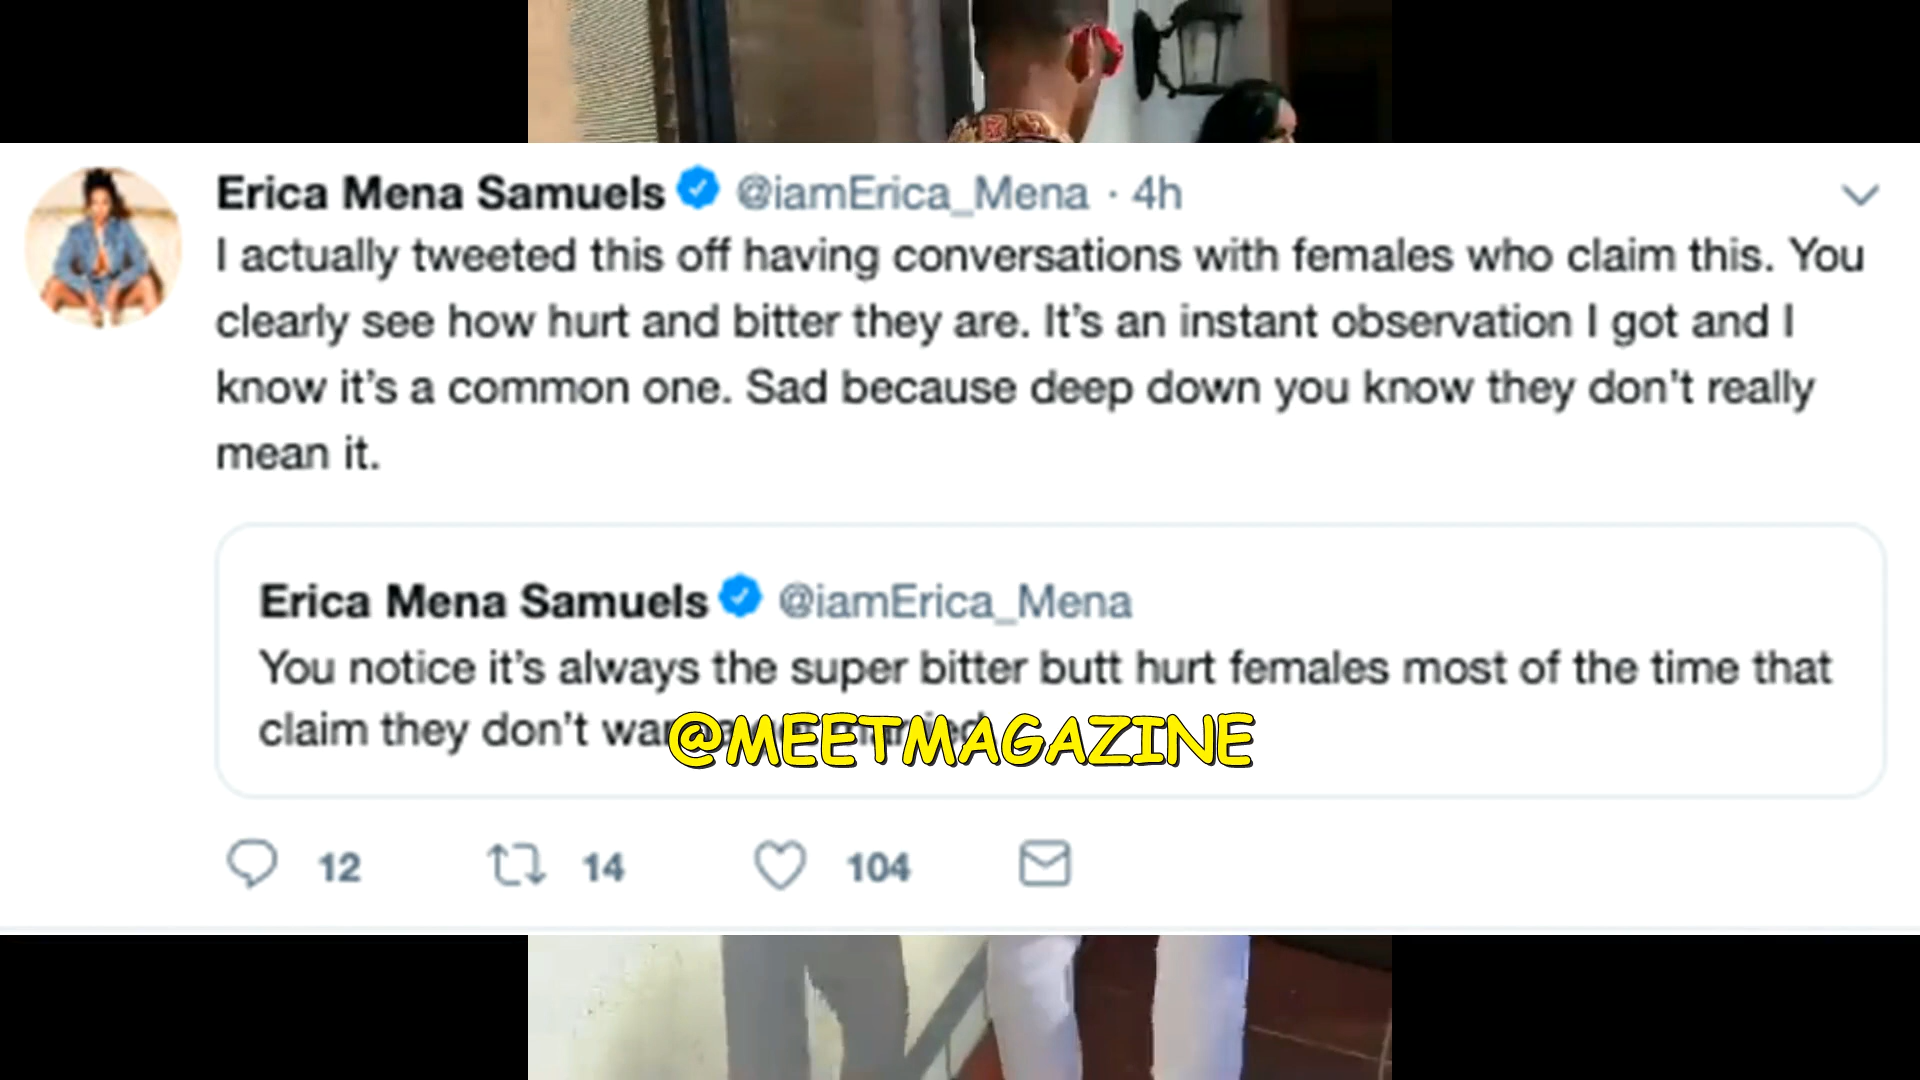 Erica Mena Samuels @iamErica_Mena · 4h
I actually tweeted this off having conversations with females who claim this. You
clearly see how hurt and bitter they are. It's an instant observation I got and I
know it's a common one. Sad because deep down you know they don't really
mean it.
Erica Mena Samuels @iamErica_Mena
You notice it's always the super bitter butt hurt females most of the time that
claim they don't
@MEETMAGAZINE
12 14 104